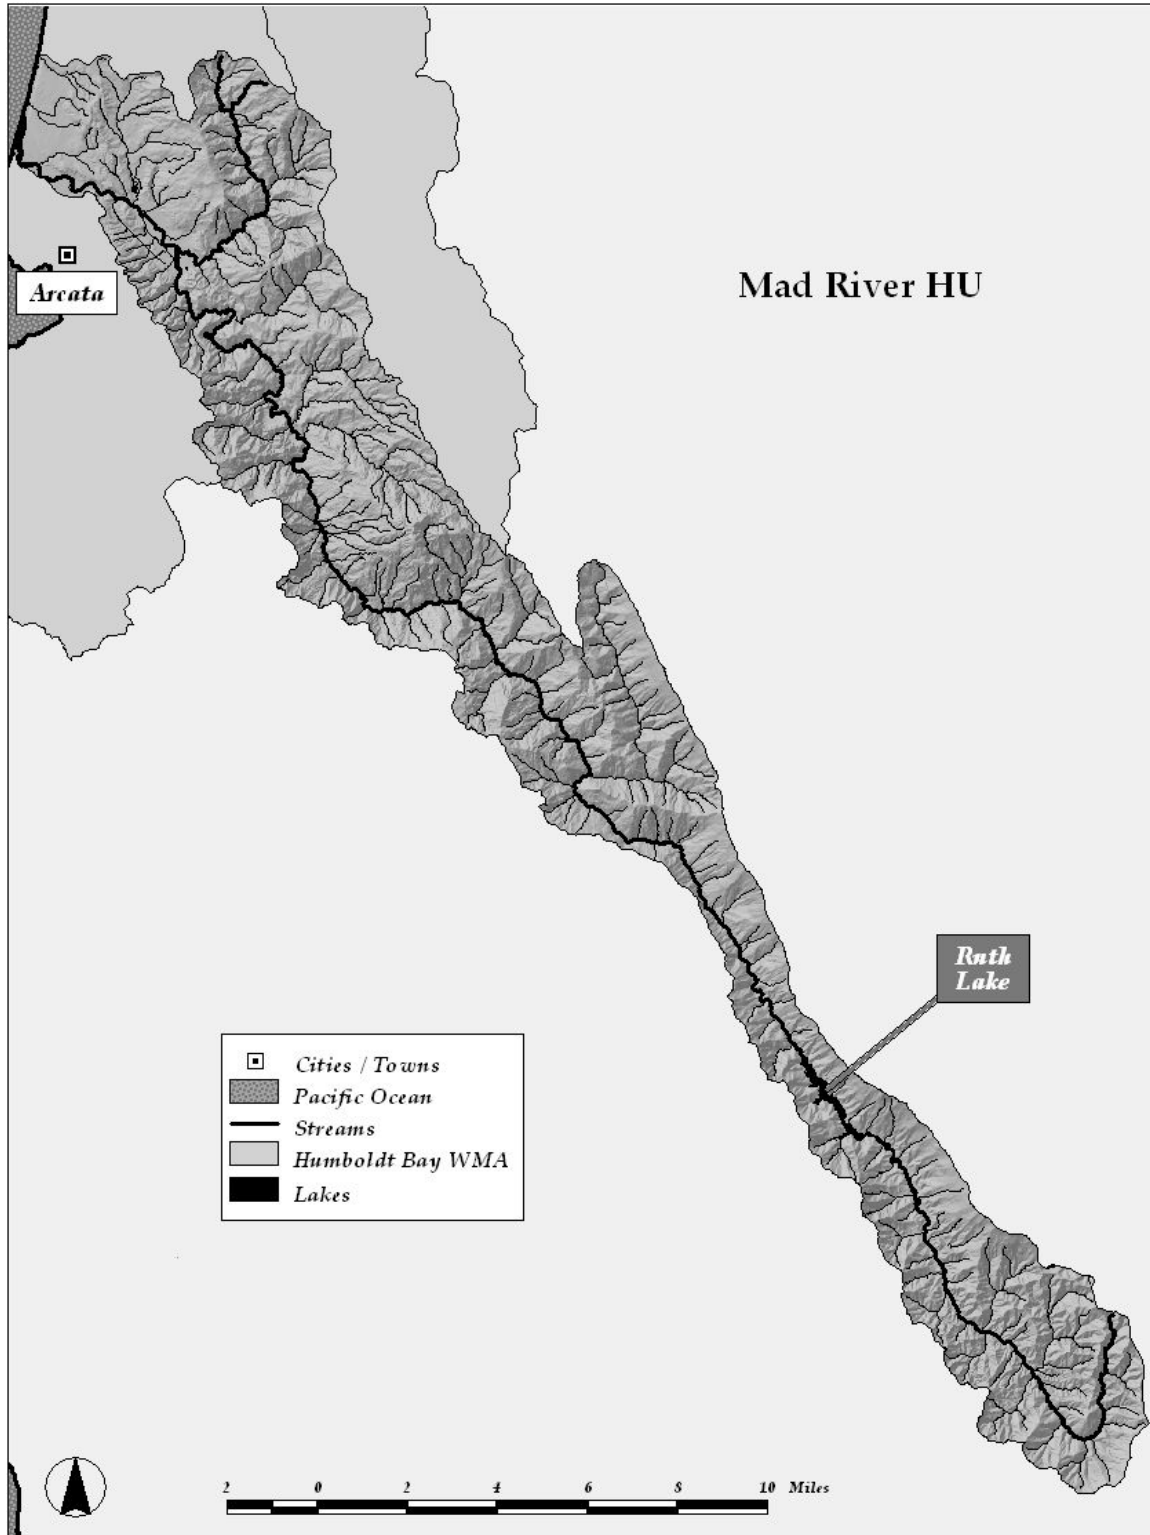 Mad River HU
Arcata
Ruth
Lake
Cities / Towns
Pacific Ocean
Streams
Humboldt Bay WMA
Lakes
2 0 2 4 6 8 10 Miles